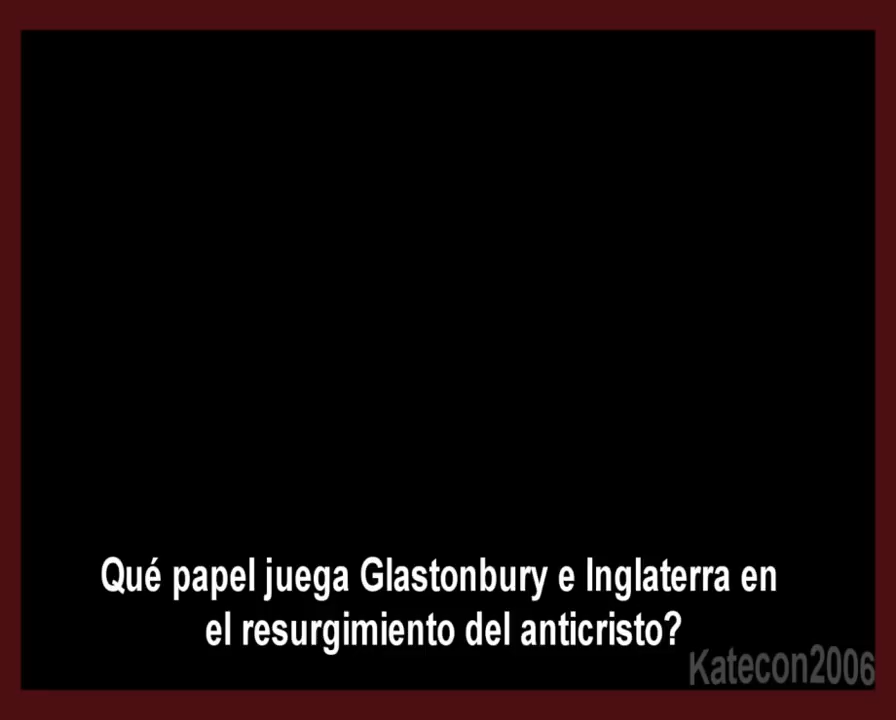 Qué papel juega Glastonbury e Inglaterra en
el resurgimiento del anticristo?
Katecon2006